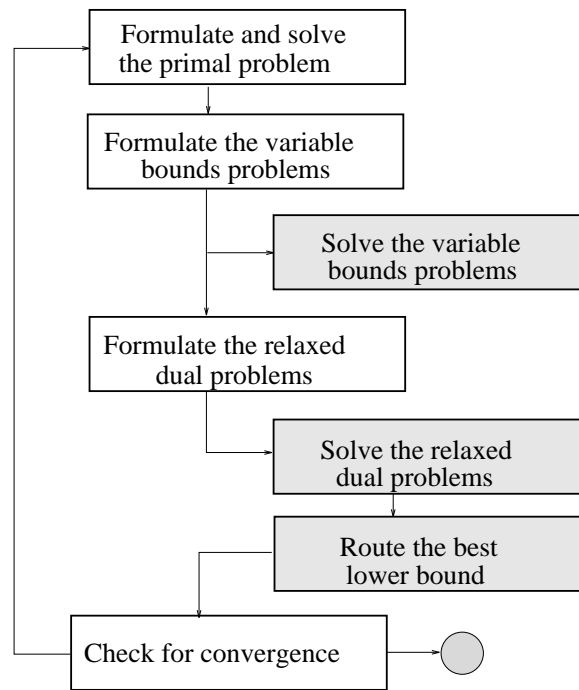 Formulate and solve
the primal problem
Formulate the variable
bounds problems
Solve the variable
bounds problems
Formulate the relaxed
dual problems
Solve the relaxed
dual problems
Route the best
lower bound
Check for convergence